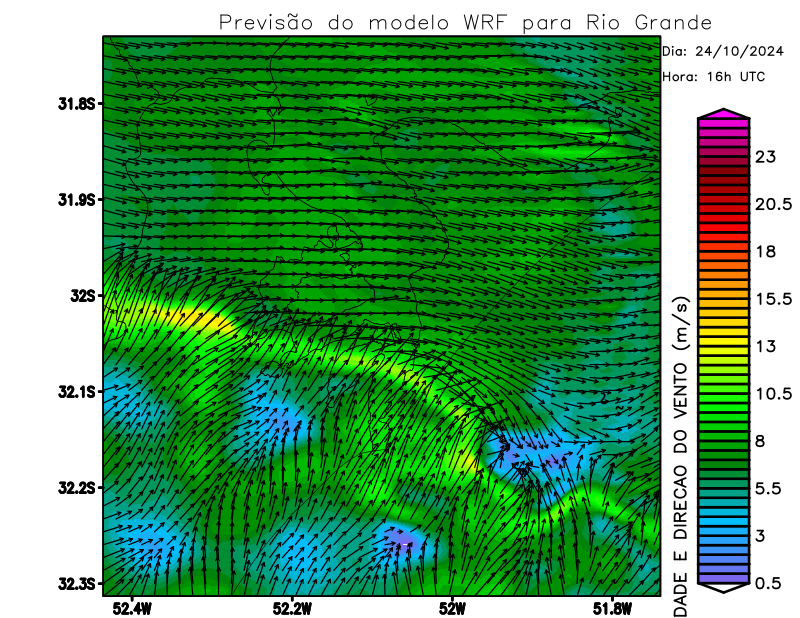 Previsão do modelo WRF para Rio Grande
Dia: 24/10/2024
Hora: 16h UTC
31.8S
31.9S
32S
32.1S
32.2S
32.3S
52.4W
52.2W
52W
51.8W
23
20.5
18
15.5
13
10.5
8
5.5
3
0.5
DADE E DIRECAO DO VENTO (m/s)